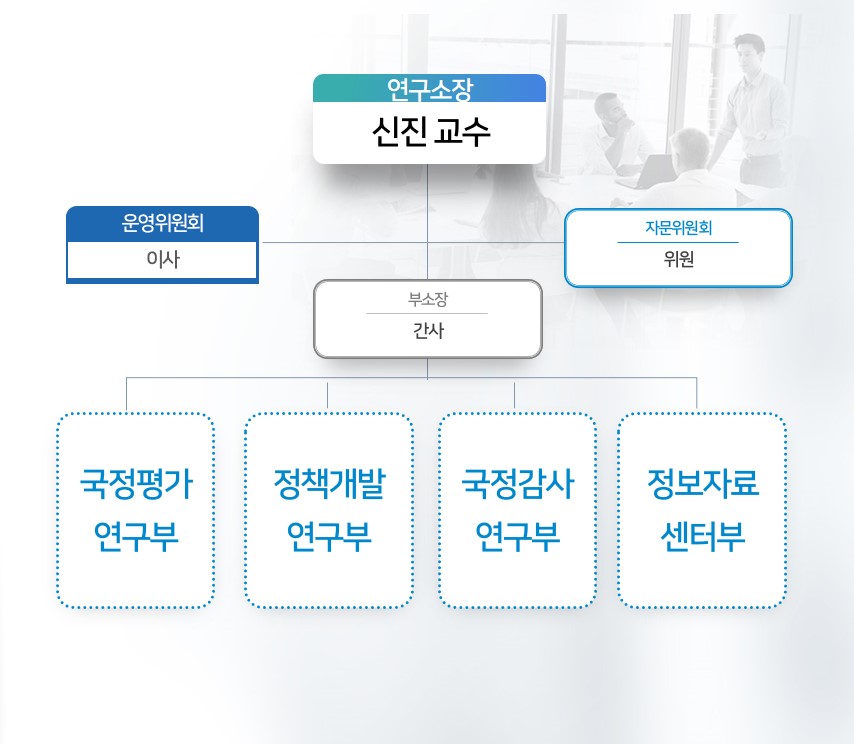 연구소장
신진 교수
운영위원회
이사
자문위원회
위원
부소장
간사
국정평가
연구부
정책개발
연구부
국정감사
연구부
정보자료
센터부